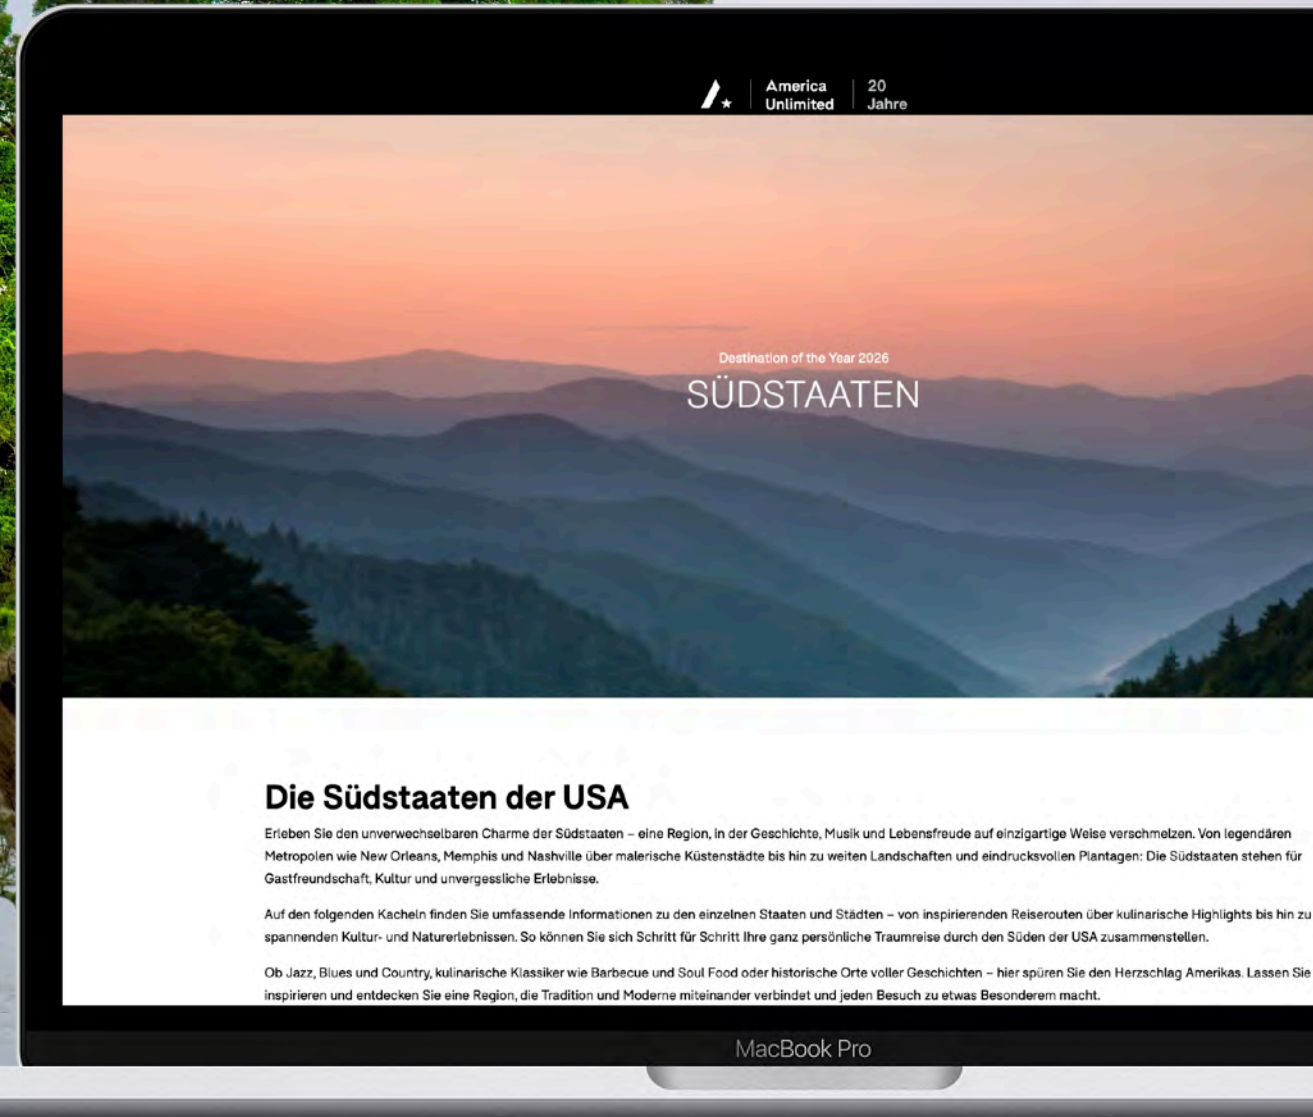 America
Unlimited
20
Jahre
Destination of the Year 2026
SÜDSTAATEN
Die Südstaaten der USA
Erleben Sie den unverwechselbaren Charme der Südstaaten – eine Region, in der Geschichte, Musik und Lebensfreude auf einzigartige Weise verschmelzen. Von legendären
Metropolen wie New Orleans, Memphis und Nashville über malerische Küstenstädte bis hin zu weiten Landschaften und eindrucksvollen Plantagen: Die Südstaaten stehen für
Gastfreundschaft, Kultur und unvergessliche Erlebnisse.
Auf den folgenden Kacheln finden Sie umfassende Informationen zu den einzelnen Staaten und Städten – von inspirierenden Reiserouten über kulinarische Highlights bis hin zu
spannenden Kultur- und Naturerlebnissen. So können Sie sich Schritt für Schritt Ihre ganz persönliche Traumreise durch den Süden der USA zusammenstellen.
Ob Jazz, Blues und Country, kulinarische Klassiker wie Barbecue und Soul Food oder historische Orte voller Geschichten – hier spüren Sie den Herzschlag Amerikas. Lassen Sie
inspirieren und entdecken Sie eine Region, die Tradition und Moderne miteinander verbindet und jeden Besuch zu etwas Besonderem macht.
MacBook Pro